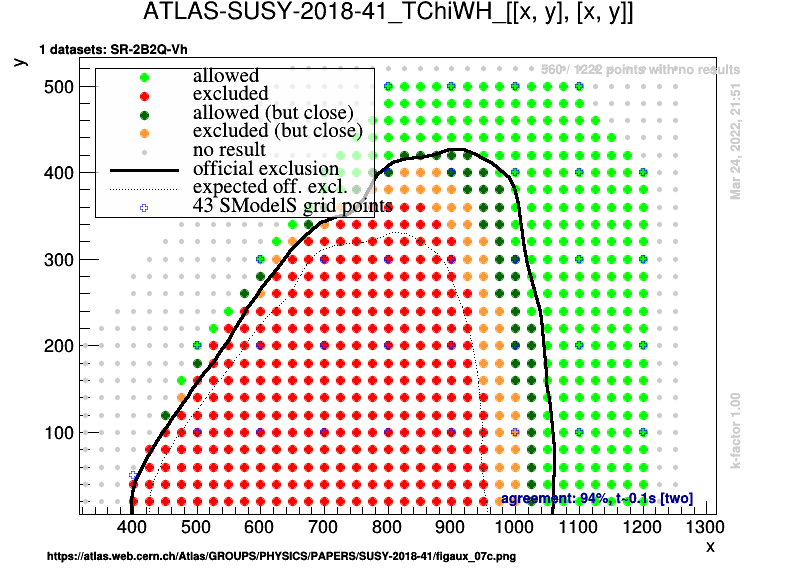 ATLAS-SUSY-2018-41_TChiWH_[[x, y], [x, y]]
1 datasets: SR-2B2Q-Vh
y
560 / 1222 points with no results
allowed
excluded
allowed (but close)
excluded (but close)
no result
official exclusion
expected off. excl.
43 SModelS grid points
Mar 24, 2022, 21:51
500
400
300
200
100
k-factor 1.00
agreement: 94%, t~0.1s [two]
400 500 600 700 800 900 1000 1100 1200 1300
x
https://atlas.web.cern.ch/Atlas/GROUPS/PHYSICS/PAPERS/SUSY-2018-41/figaux_07c.png